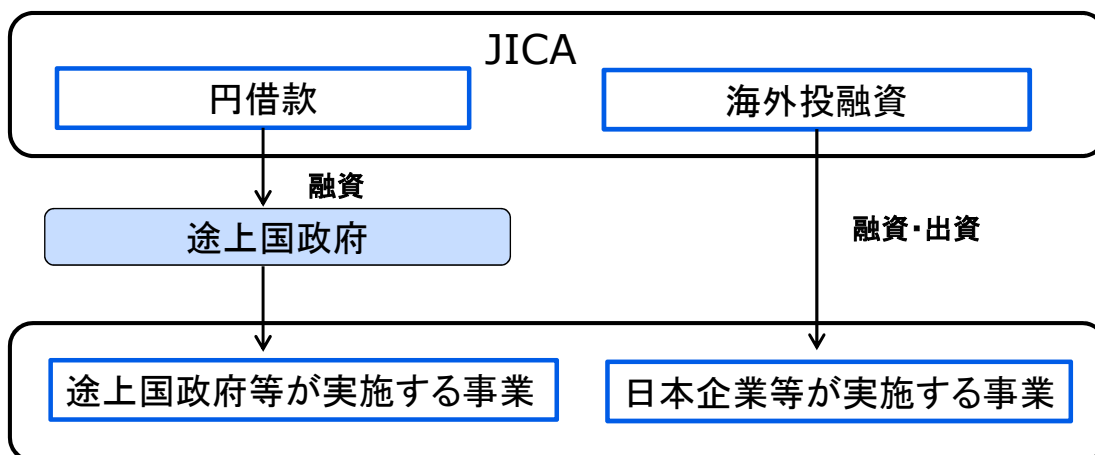 JICA
円借款
海外投融資
融資
途上国政府
融資・出資
途上国政府等が実施する事業
日本企業等が実施する事業